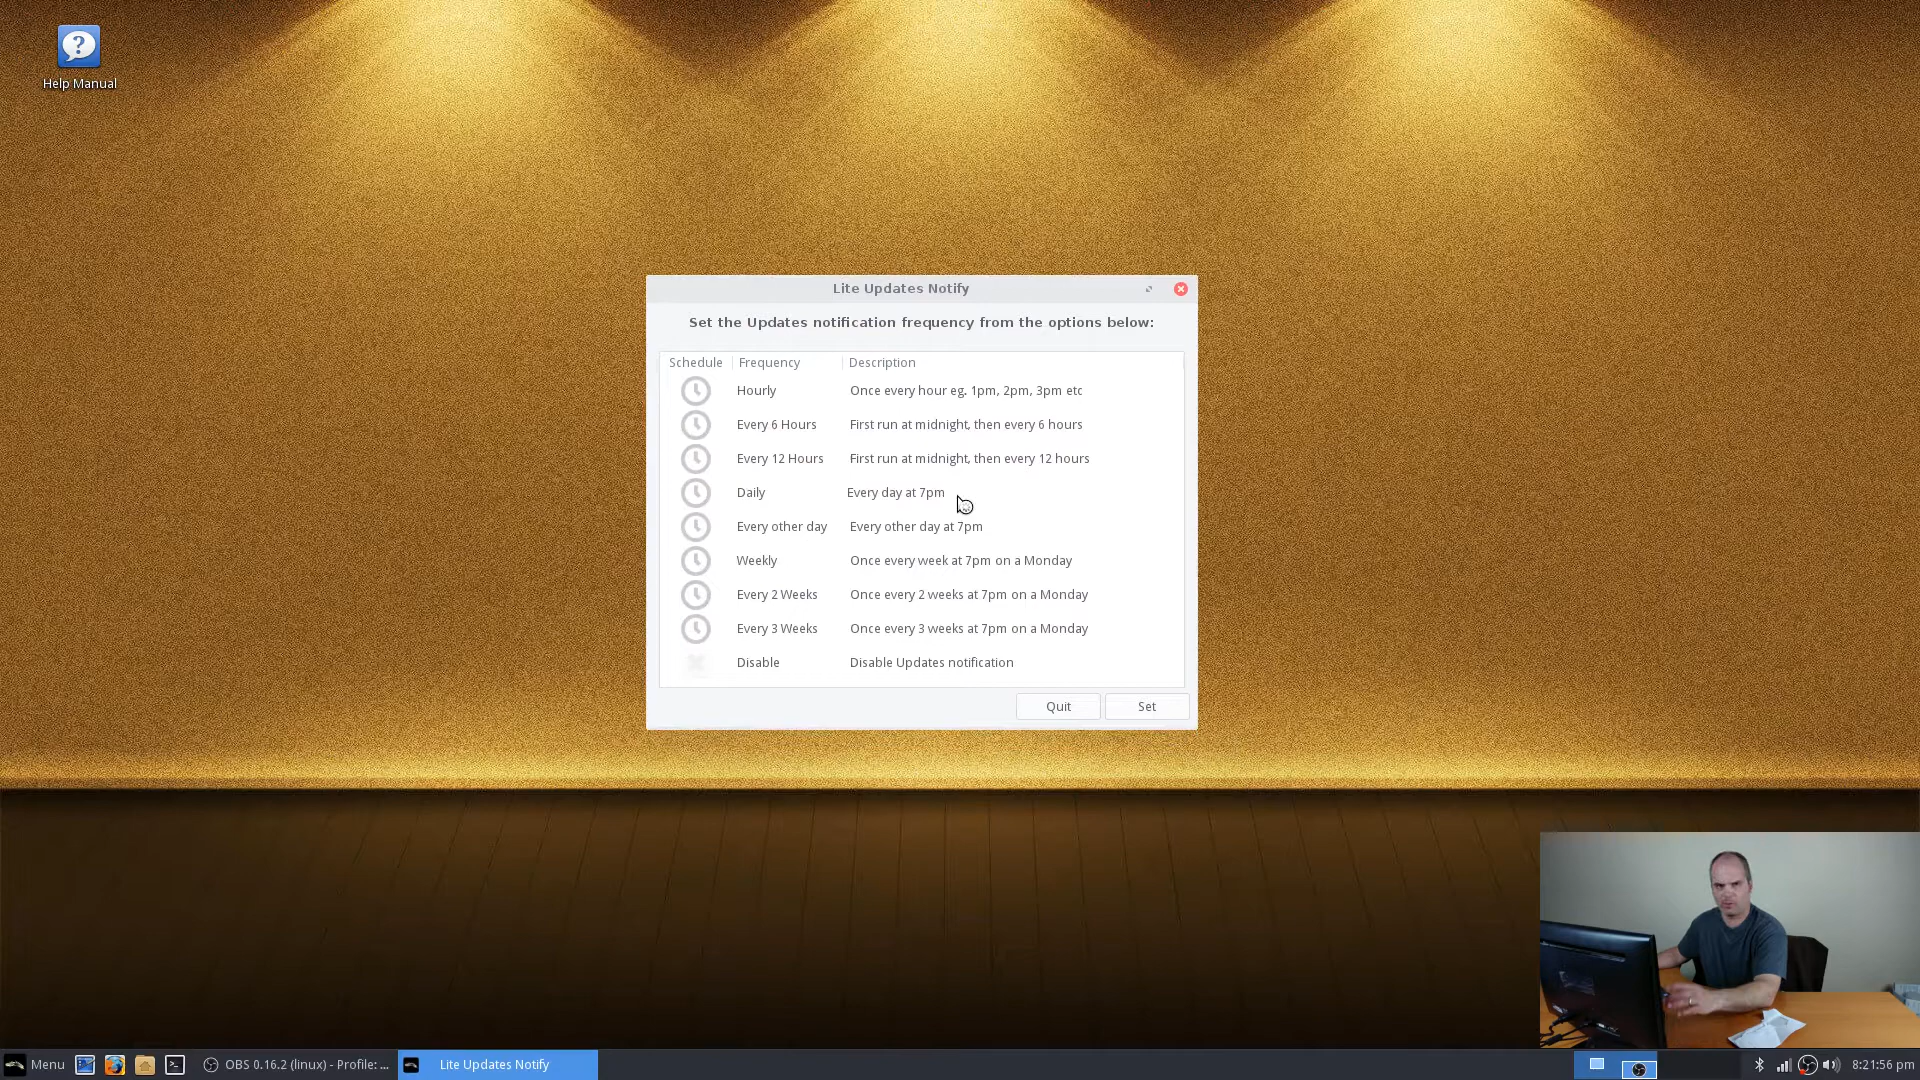 Help Manual
Lite Updates Notify
Set the Updates notification frequency from the options below:
Schedule Frequency Description
Hourly Once every hour eg. 1pm, 2pm, 3pm etc
Every 6 Hours First run at midnight, then every 6 hours
Every 12 Hours First run at midnight, then every 12 hours
Daily Every day at 7pm
Every other day Every other day at 7pm
Weekly Once every week at 7pm on a Monday
Every 2 Weeks Once every 2 weeks at 7pm on a Monday
Every 3 Weeks Once every 3 weeks at 7pm on a Monday
Disable Disable Updates notification
Quit Set
Menu OBS 0.16.2 (linux) - Profile: ... Lite Updates Notify 8:21:56 pm